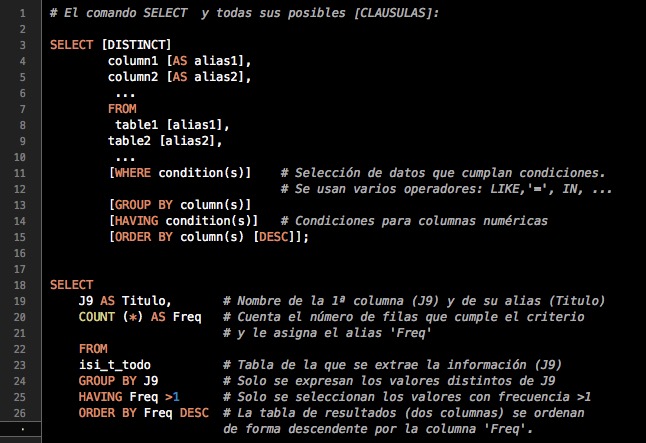 1 # El comando SELECT y todas sus posibles [CLAUSULAS]:
2
3 SELECT [DISTINCT]
4 column1 [AS alias1],
5 column2 [AS alias2],
6 ...
7 FROM
8 table1 [alias1],
9 table2 [alias2],
10 ...
11 [WHERE condition(s)] # Selección de datos que cumplan condiciones.
12 # Se usan varios operadores: LIKE,'=', IN, ...
13 [GROUP BY column(s)]
14 [HAVING condition(s)] # Condiciones para columnas numéricas
15 [ORDER BY column(s) [DESC]];
16
17
18 SELECT
19 J9 AS Titulo, # Nombre de la 1ª columna (J9) y de su alias (Titulo)
20 COUNT (*) AS Freq # Cuenta el número de filas que cumple el criterio
21 # y le asigna el alias 'Freq'
22 FROM
23 isi_t_todo # Tabla de la que se extrae la información (J9)
24 GROUP BY J9 # Solo se expresan los valores distintos de J9
25 HAVING Freq >1 # Solo se seleccionan los valores con frecuencia >1
26 ORDER BY Freq DESC # La tabla de resultados (dos columnas) se ordenan
· de forma descendente por la columna 'Freq'.